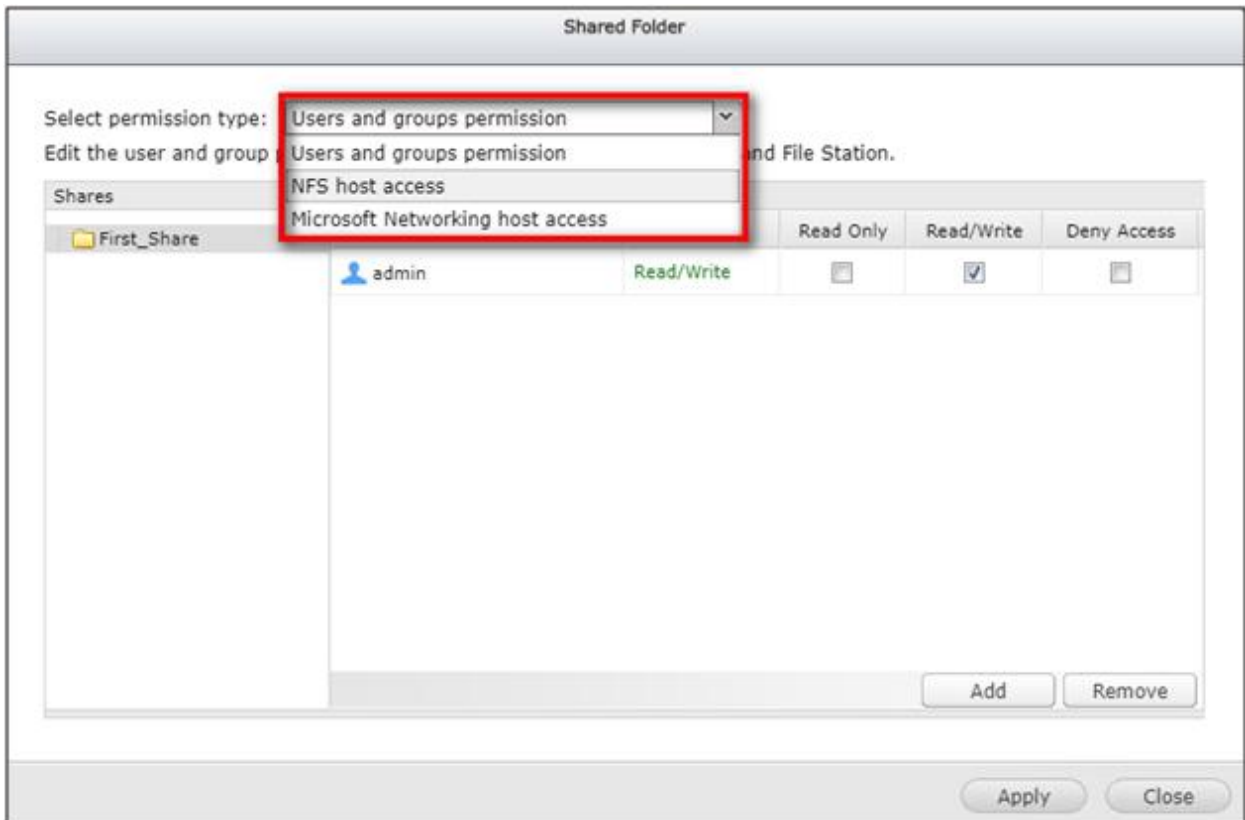 Shared Folder
Select permission type: Users and groups permission
Edit the user and group Users and groups permission nd File Station.
NFS host access
Shares
Microsoft Networking host access
First_Share
Read Only Read/Write Deny Access
admin Read/Write
Add Remove
Apply Close